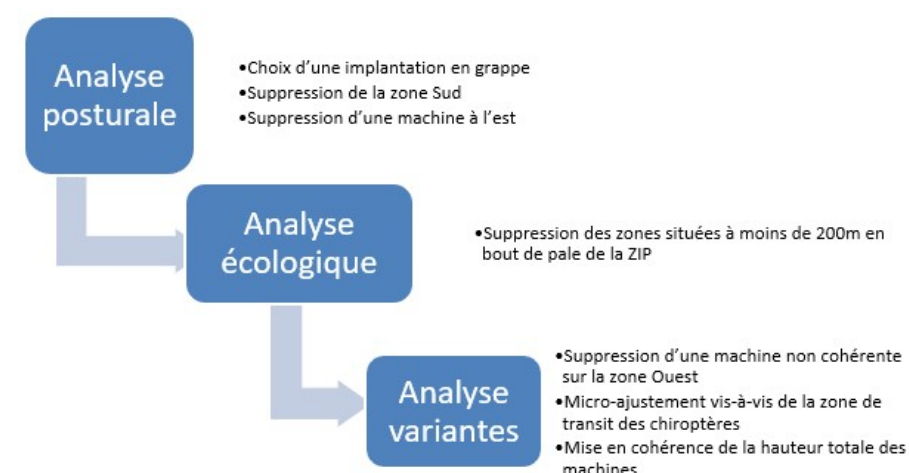 Analyse
posturale
•Choix d’une implantation en grappe
•Suppression de la zone Sud
•Suppression d’une machine à l’est
Analyse
écologique
•Suppression des zones situées à moins de 200m en
bout de pale de la ZIP
Analyse
variantes
•Suppression d’une machine non cohérente
sur la zone Ouest
•Micro-ajustement vis-à-vis de la zone de
transit des chiroptères
•Mise en cohérence de la hauteur totale des
machines